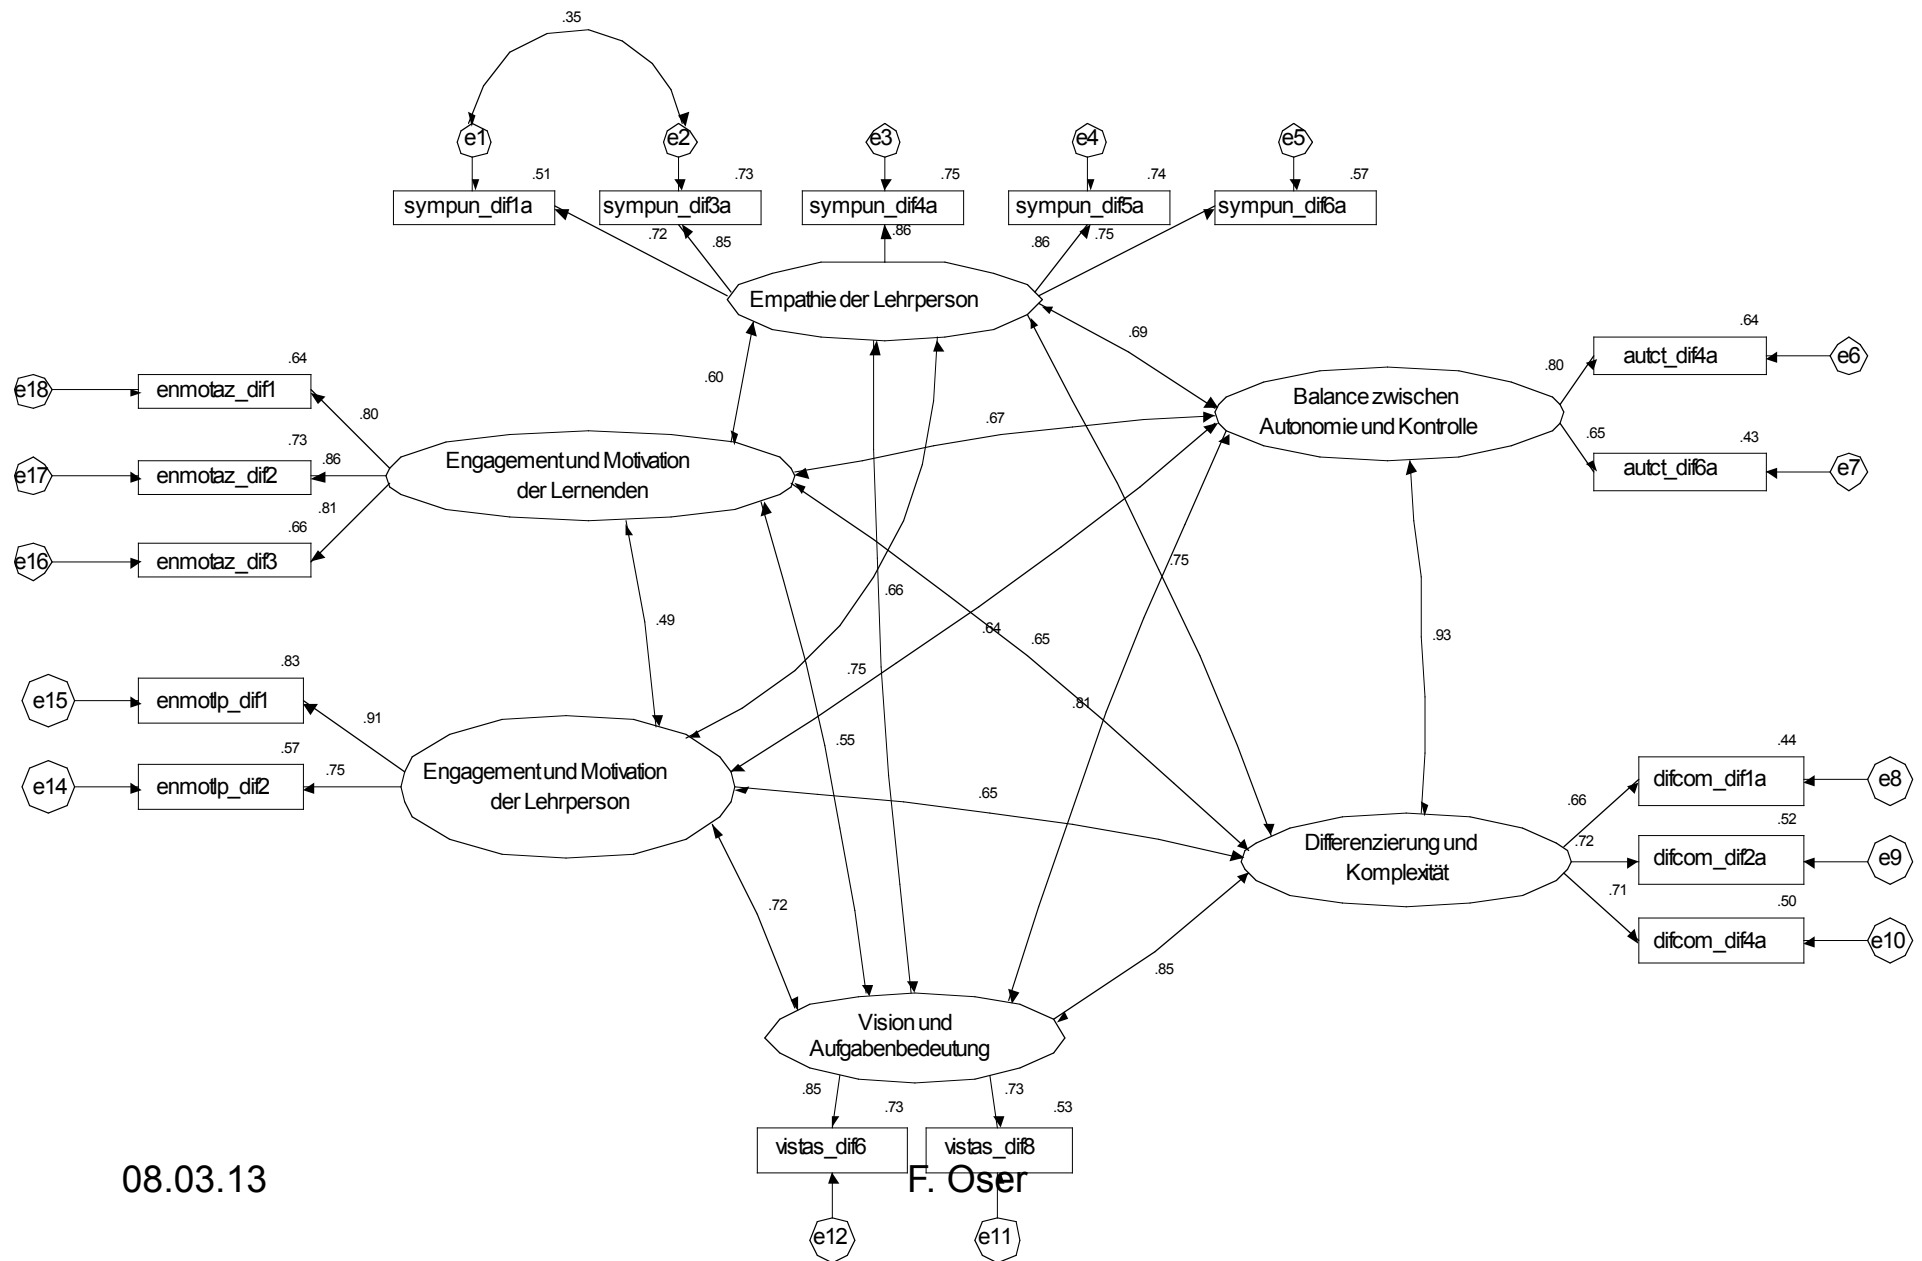 .35
e1
e2
e3
e4
e5
.51
.73
.75
.74
.57
sympun_dif1a
sympun_dif3a
sympun_dif4a
sympun_dif5a
sympun_dif6a
.72
.85
.86
.86
.75
Empathie der Lehrperson
.69
.60
.64
e18
enmotaz_dif1
.80
.73
e17
enmotaz_dif2
.86
.81
.66
e16
enmotaz_dif3
Engagement und Motivation
der Lernenden
.67
Balance zwischen
Autonomie und Kontrolle
.80
.64
autct_dif4a
e6
.65
.43
autct_dif6a
e7
.75
.66
.49
.64
.65
.93
.75
.81
.55
.83
e15
enmotlp_dif1
.91
.57
e14
enmotlp_dif2
.75
Engagement und Motivation
der Lehrperson
.65
Differenzierung und
Komplexität
.44
difcom_dif1a
e8
.66
.52
.72
difcom_dif2a
e9
.71
.50
difcom_dif4a
e10
.72
.85
Vision und
Aufgabenbedeutung
.85
.73
.73
.53
vistas_dif6
vistas_dif8
e12
e11
08.03.13
F. Oser